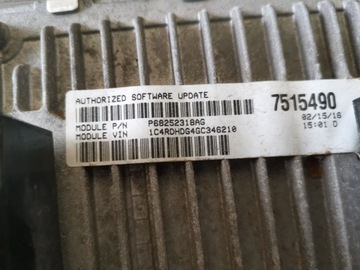 AUTHORIZED SOFTWARE UPDATE
7515490
MODULE P/N P68252318AG
MODULE VIN 1C4RDHDG4GC346210
02/15/18
15:01 D